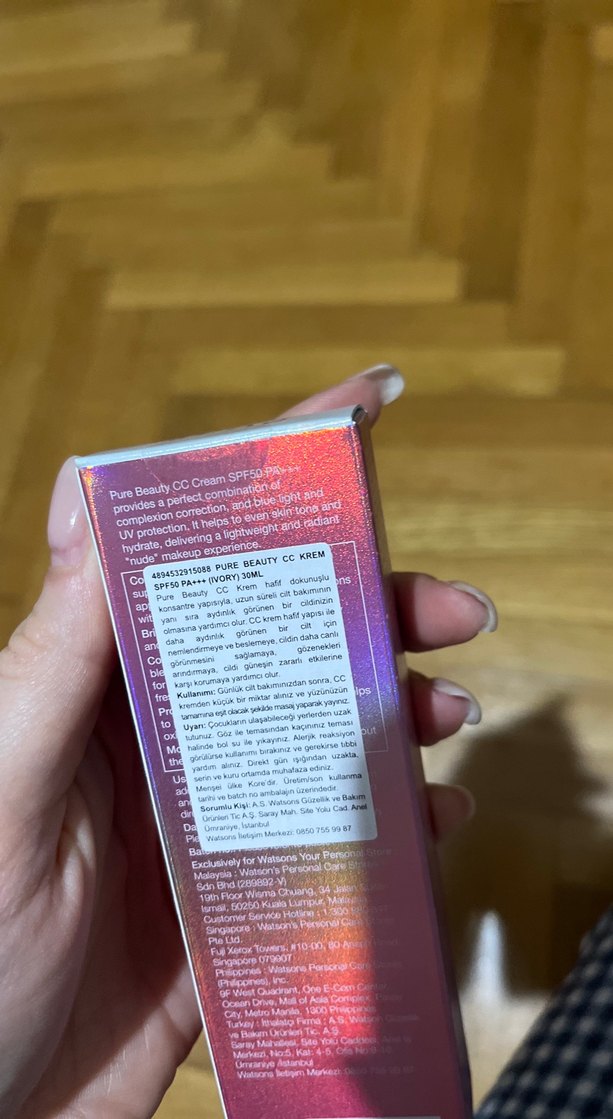 Pure Beauty CC Cream SPF50 PA+++
provides a perfect combination of
complexion correction, and blue light and
UV protection. It helps to even skin tone and
hydrate, delivering a lightweight and radiant
"nude" makeup experience.
4894532915088 PURE BEAUTY CC KREM
SPF50 PA+++ (IVORY) 30ML
Pure Beauty CC Krem hafif dokunuşlu
konsantre yapısıyla, uzun süreli cilt bakımının
yanı sıra aydınlık görünen bir cildinizin
olmasına yardımcı olur. CC krem hafif yapısı ile
daha aydınlık görünen bir cilt için
nemlendirmeye ve beslemeye, cildin daha canlı
görünmesini sağlamaya, gözenekleri
arındırmaya, cildi güneşin zararlı etkilerine
karşı korumaya yardımcı olur.
Kullanımı: Günlük cilt bakımınızdan sonra, CC
kremden küçük bir miktar alınız ve yüzünüzün
tamamına eşit olacak şekilde masaj yaparak yayınız.
Uyarı: Çocukların ulaşabileceği yerlerden uzak
tutunuz. Göz ile temasından kaçınınız teması
halinde bol su ile yıkayınız. Alerjik reaksiyon
görülürse kullanımı bırakınız ve gerekirse tıbbi
yardım alınız. Direkt gün ışığından uzakta,
serin ve kuru ortamda muhafaza ediniz.
Menşei ülke Kore'dir. Üretim/son kullanma
tarihi ve batch no ambalajın üzerindedir.
Sorumlu Kişi: A.S. Watsons Güzellik ve Bakım
Ürünleri Tic A.Ş. Saray Mah. Site Yolu Cad. Anel
Ümraniye, İstanbul
Watsons İletişim Merkezi: 0850 755 99 87
Exclusively for Watsons Your Personal Store
Malaysia : Watson's Personal Care Stores
Sdn Bhd (289892-V)
19th Floor Wisma Chuang, 34 Jalan
Ismail, 50250 Kuala Lumpur,
Customer Service Hotline : 1 300
Singapore : Watson's Personal Care
Pte Ltd.
Fuji Xerox Towers, #10-00, 80
Singapore 079907
Philippines : Watsons Personal Care
(Philippines), Inc.
9F West Quadrant, One E-Com Center,
Ocean Drive, Mall of Asia Complex,
City, Metro Manila, 1300 Philippines
Turkey : İthalatçı Firma : A.S. Watson
ve Bakım Ürünleri Tic. A.Ş.
Saray Mahallesi, Site Yolu Caddesi,
Merkezi, No:5, Kat: 4-5,
Ümraniye /İstanbul
Watsons İletişim Merkezi: 0850 755 99 87